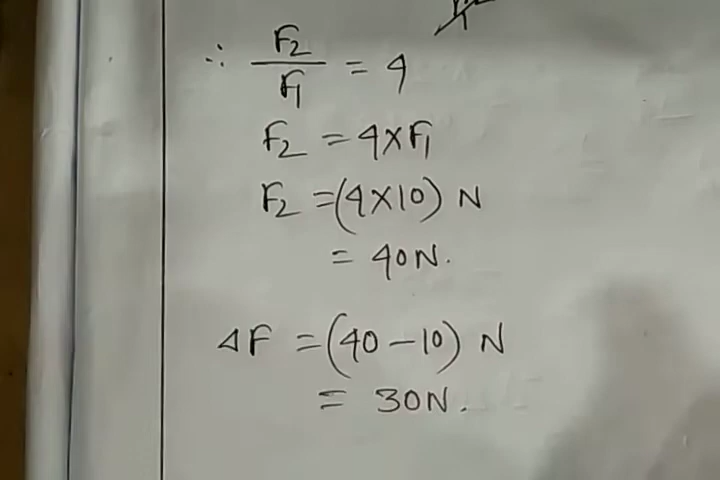 ∴ F₂/F₁ = 4
F₂ = 4×F₁
F₂ = (4×10) N
= 40N.
ΔF = (40 – 10) N
= 30N.